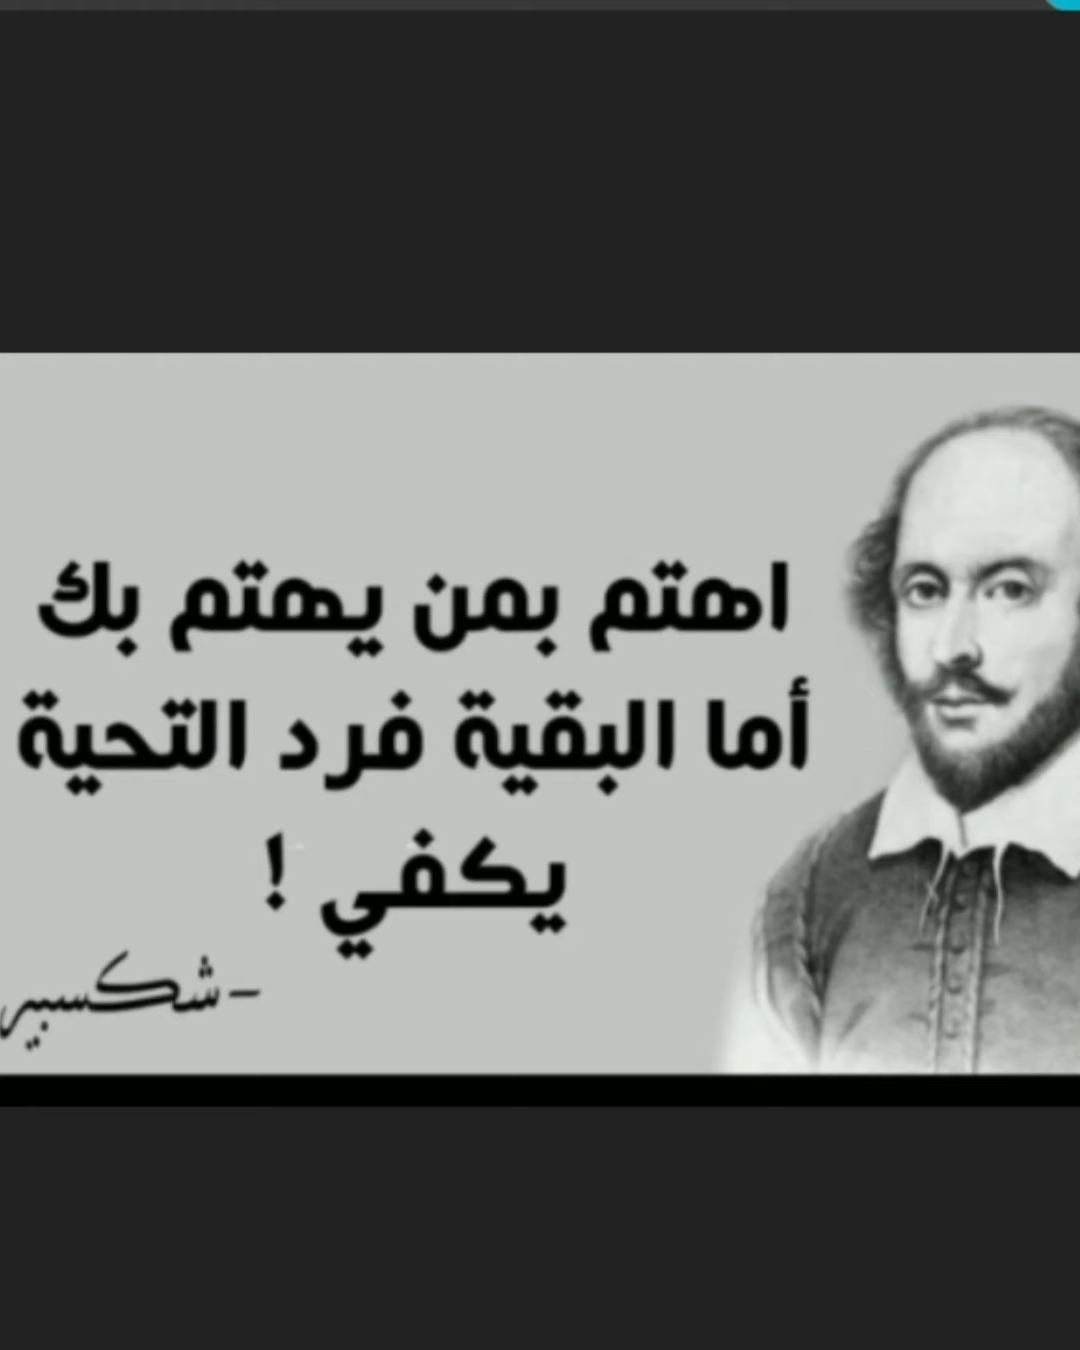 اهتم بمن يهتم بك
أما البقية فرد التحية
يكفي !
-شكسبير